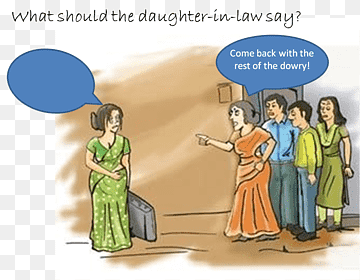 What should the daughter-in-law say?
Come back with the
rest of the dowry!